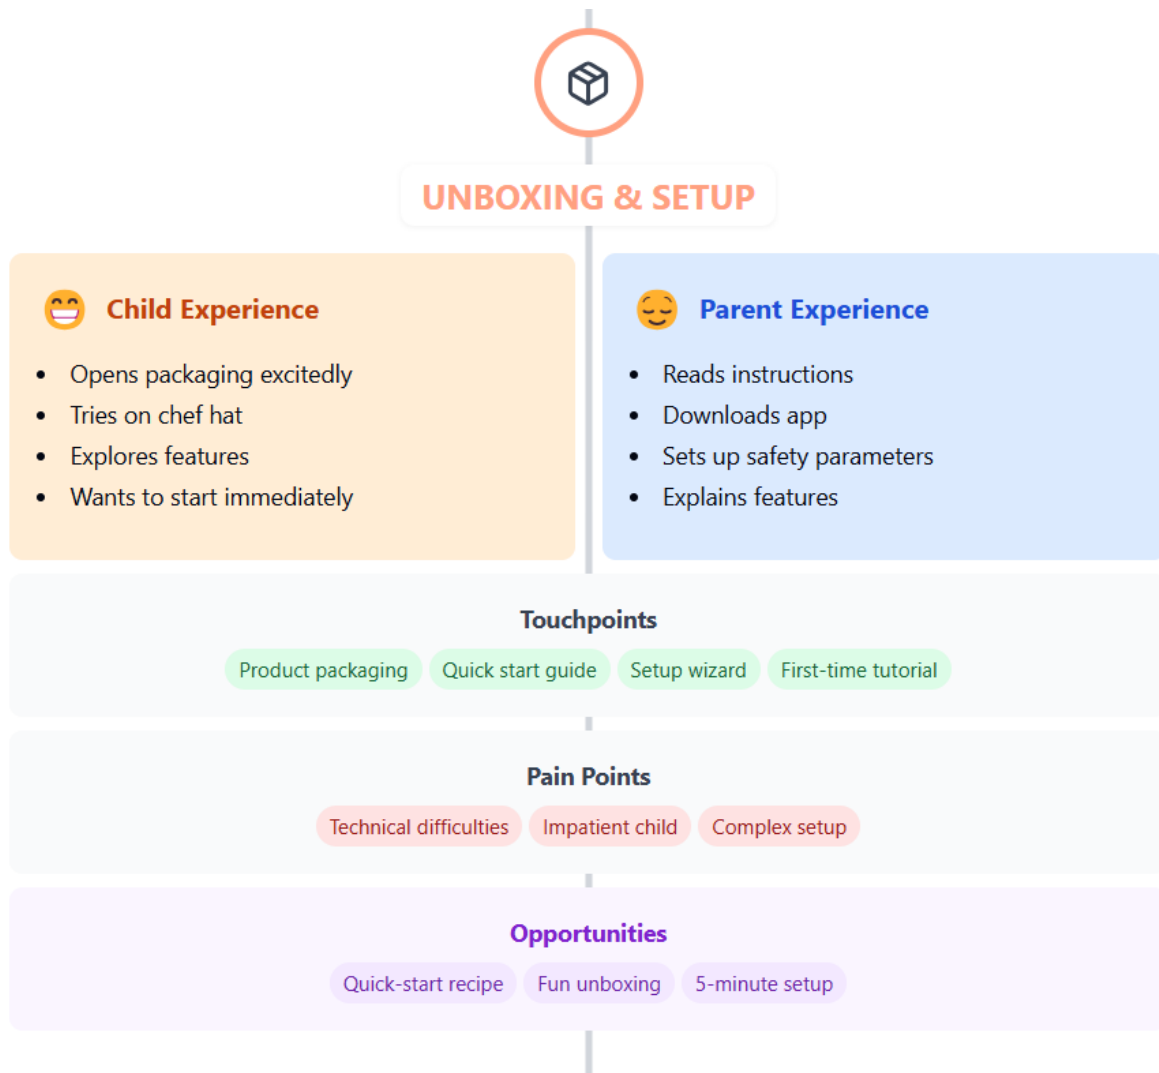 UNBOXING & SETUP
Child Experience
Opens packaging excitedly
Tries on chef hat
Explores features
Wants to start immediately
Parent Experience
Reads instructions
Downloads app
Sets up safety parameters
Explains features
Touchpoints
Product packaging Quick start guide Setup wizard First-time tutorial
Pain Points
Technical difficulties Impatient child Complex setup
Opportunities
Quick-start recipe Fun unboxing 5-minute setup